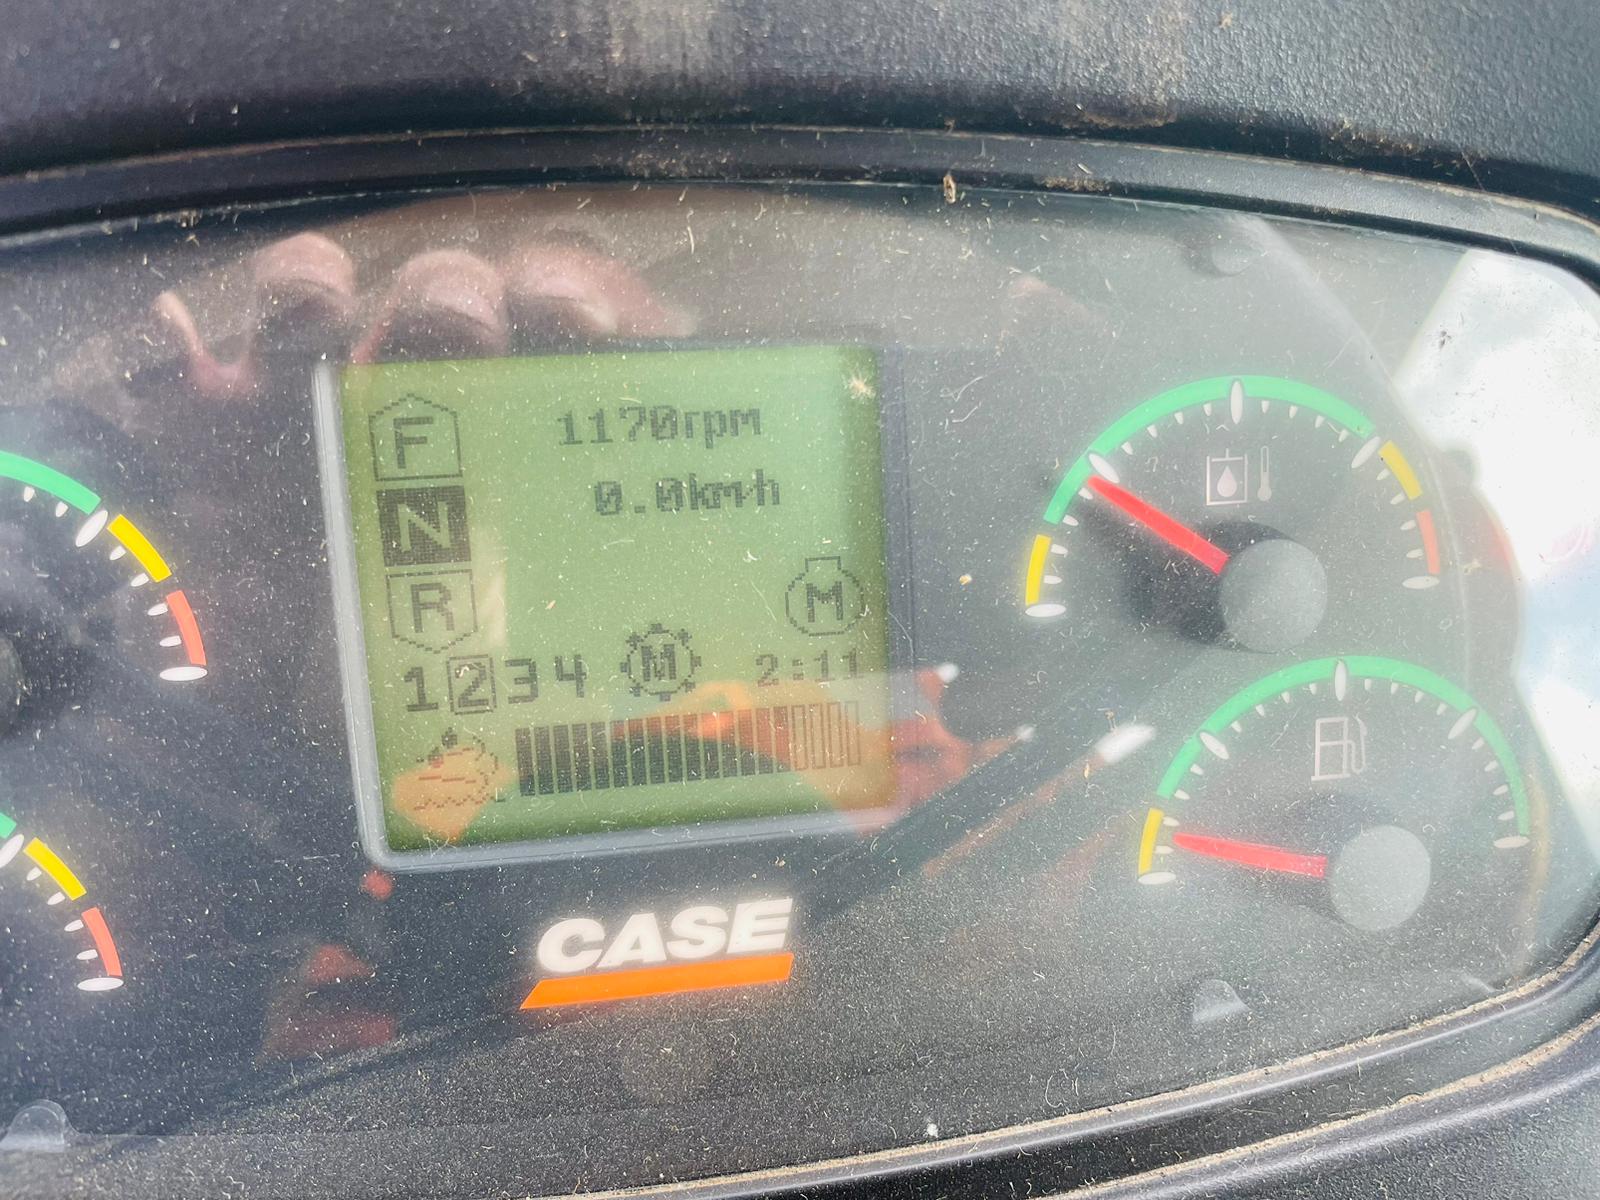 F
1170rpm
0.0km/h
N
R
M
1 2 3 4
M
2:11
CASE